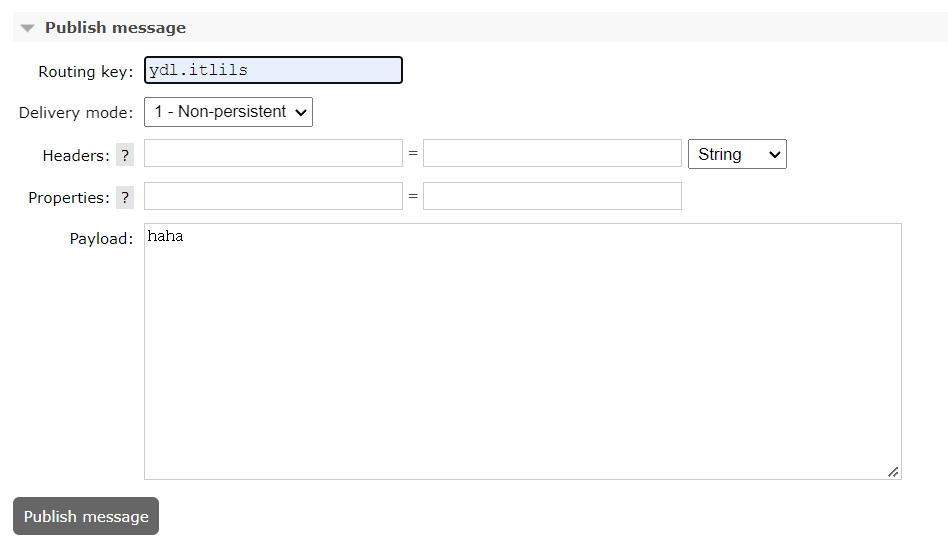 Publish message
Routing key: ydl.itlils
Delivery mode: 1 - Non-persistent
Headers: ? = String
Properties: ? =
Payload: haha
Publish message